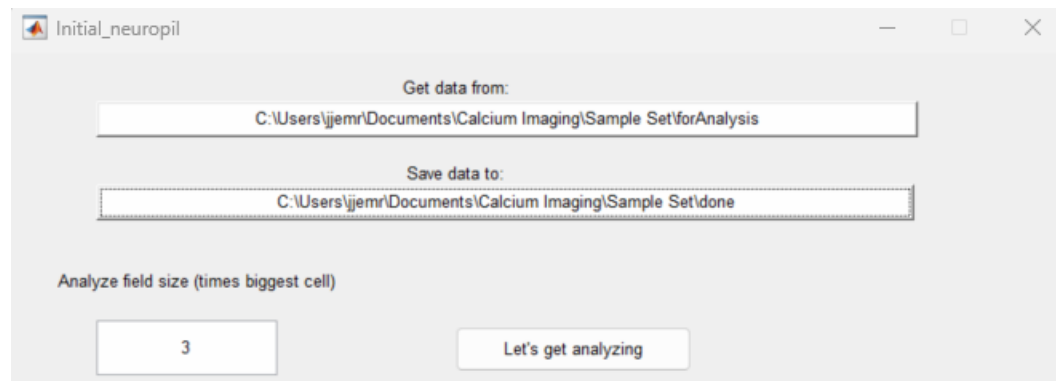 Initial_neuropil
Get data from:
C:\Users\jjemr\Documents\Calcium Imaging\Sample Set\forAnalysis
Save data to:
C:\Users\jjemr\Documents\Calcium Imaging\Sample Set\done
Analyze field size (times biggest cell)
3
Let's get analyzing